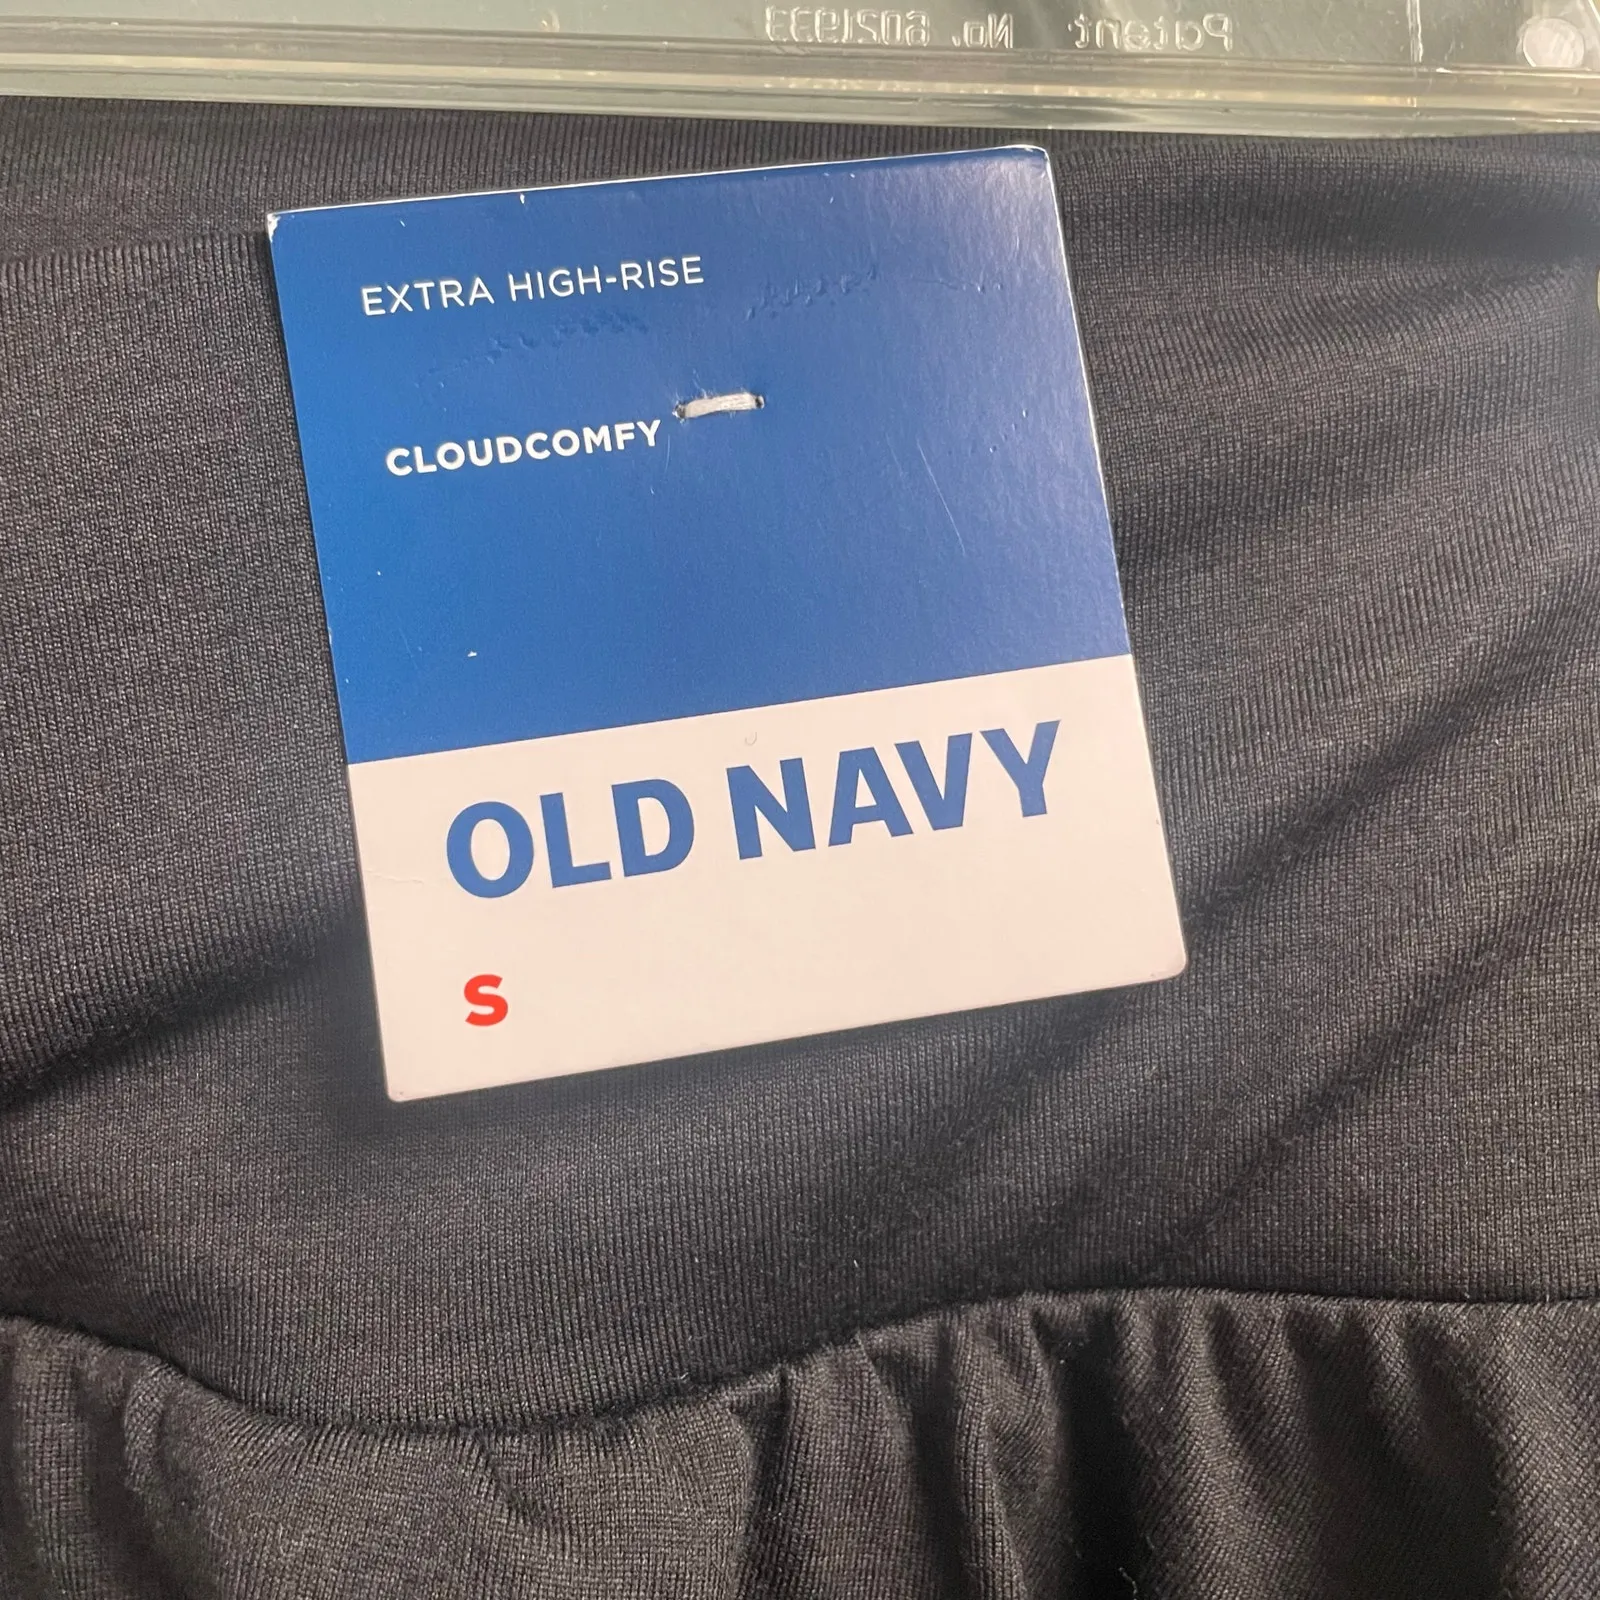 Patent No. 6021933
EXTRA HIGH-RISE
CLOUDCOMFY
OLD NAVY
S